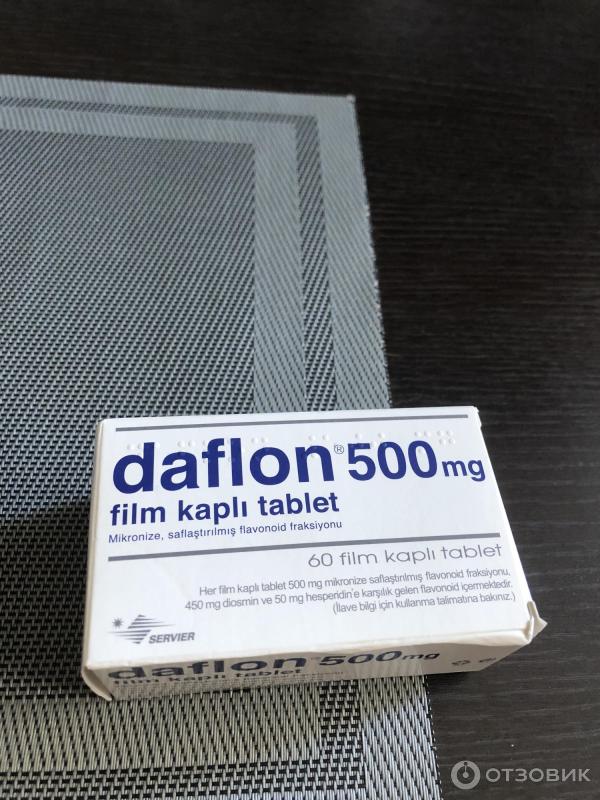 daflon® 500 mg
film kaplı tablet
Mikronize, saflaştırılmış flavonoid fraksiyonu
60 film kaplı tablet
Her film kaplı tablet 500 mg mikronize saflaştırılmış flavonoid fraksiyonu,
450 mg diosmin ve 50 mg hesperidin'e karşılık gelen flavonoid içermektedir.
(İlave bilgi için kullanma talimatına bakınız.)
SERVIER
daflon® 500 mg
film kaplı tablet
ОТЗОВИК